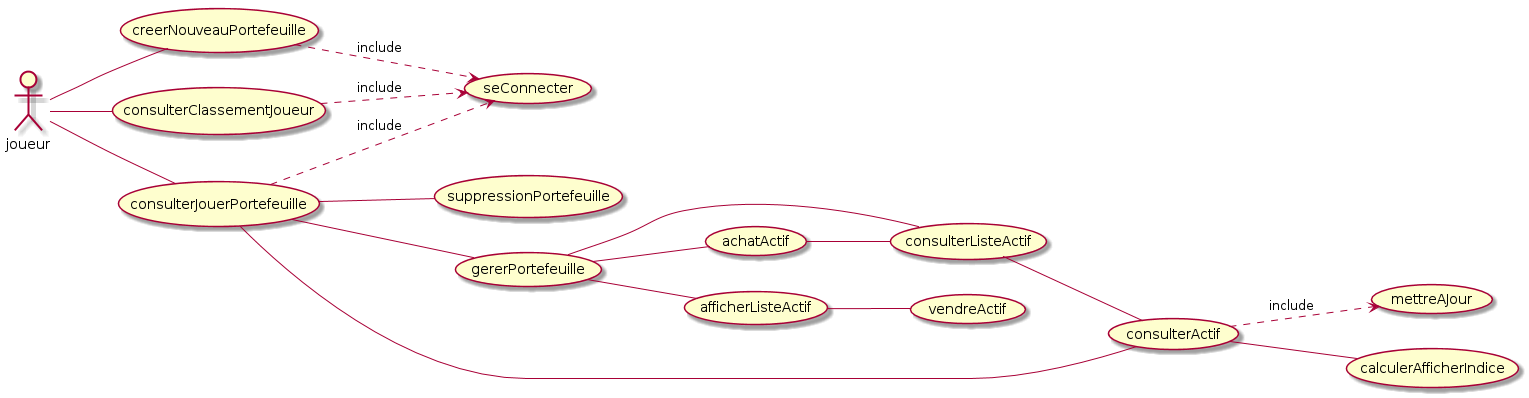 creerNouveauPortefeuille
include
seConnecter
consulterClassementJoueur
include
joueur
include
consulterJouerPortefeuille
suppressionPortefeuille
gererPortefeuille
achatActif
consulterListeActif
afficherListeActif
vendreActif
consulterActif
include
mettreAJour
calculerAfficherIndice